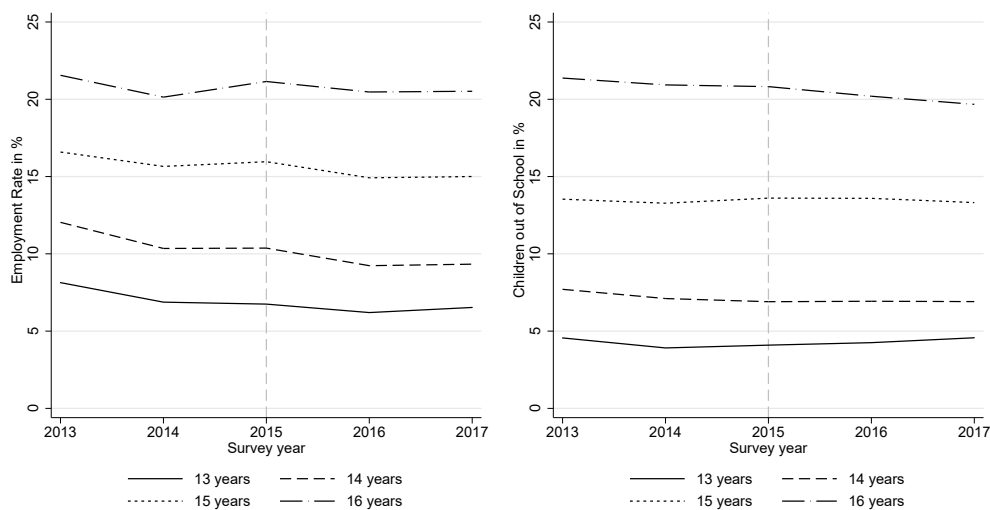 Employment Rate in %
25
20
15
10
5
0
2013 2014 2015 2016 2017
Survey year
13 years 14 years
15 years 16 years
Children out of School in %
25
20
15
10
5
0
2013 2014 2015 2016 2017
Survey year
13 years 14 years
15 years 16 years